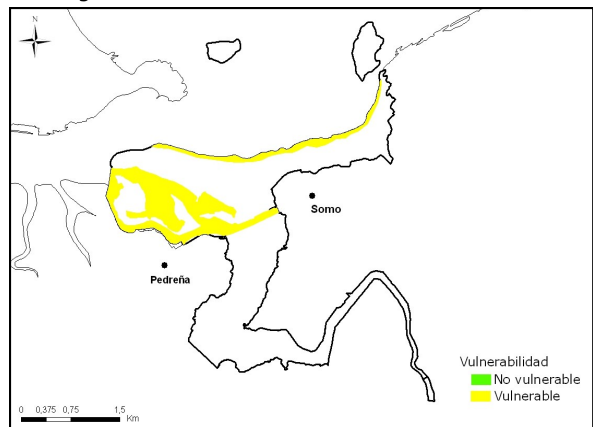 N
Somo
Pedreña
Vulnerabilidad
No vulnerable
Vulnerable
0 0,375 0,75 1,5
Km